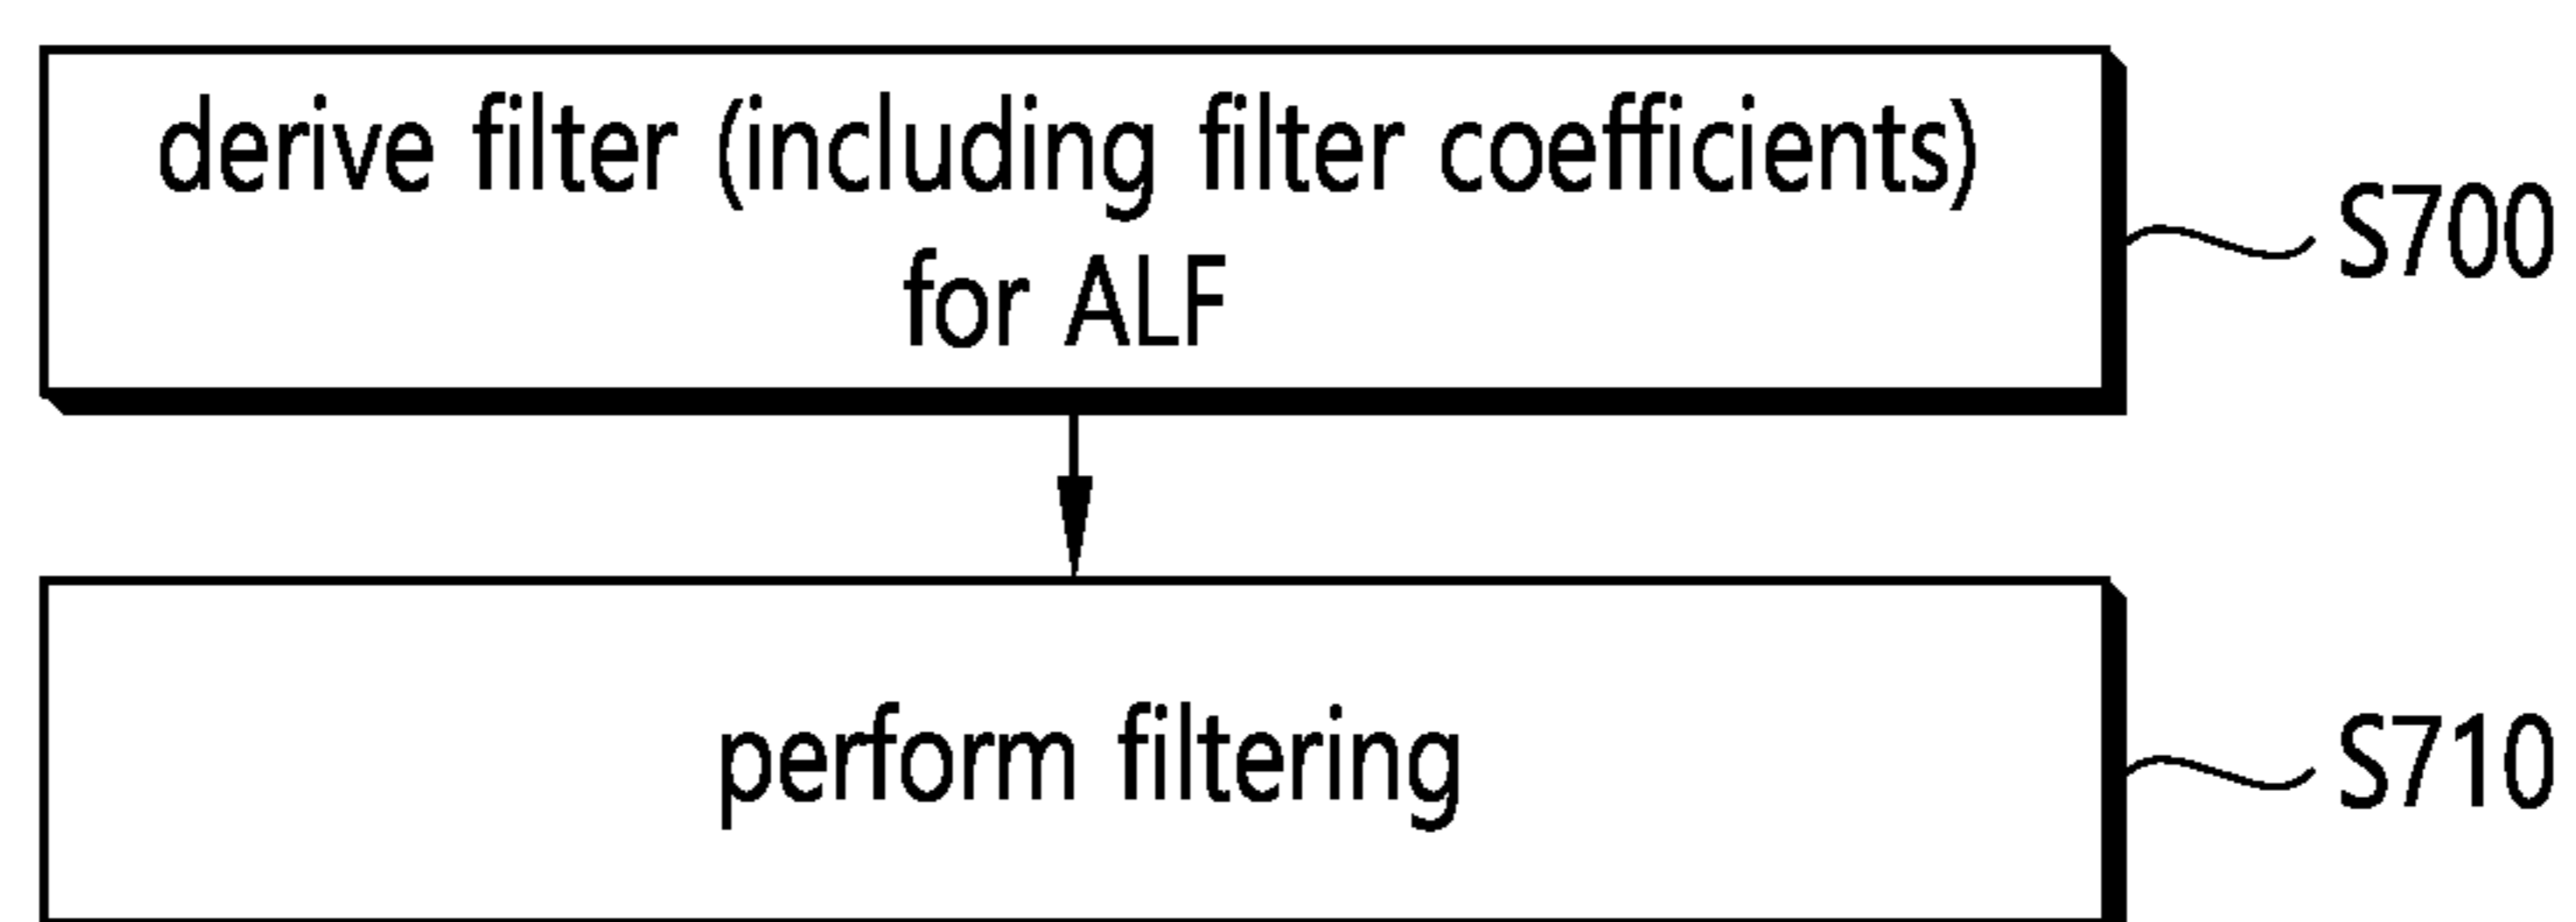 derive filter (including filter coefficients)
for ALF
S700
perform filtering
S710